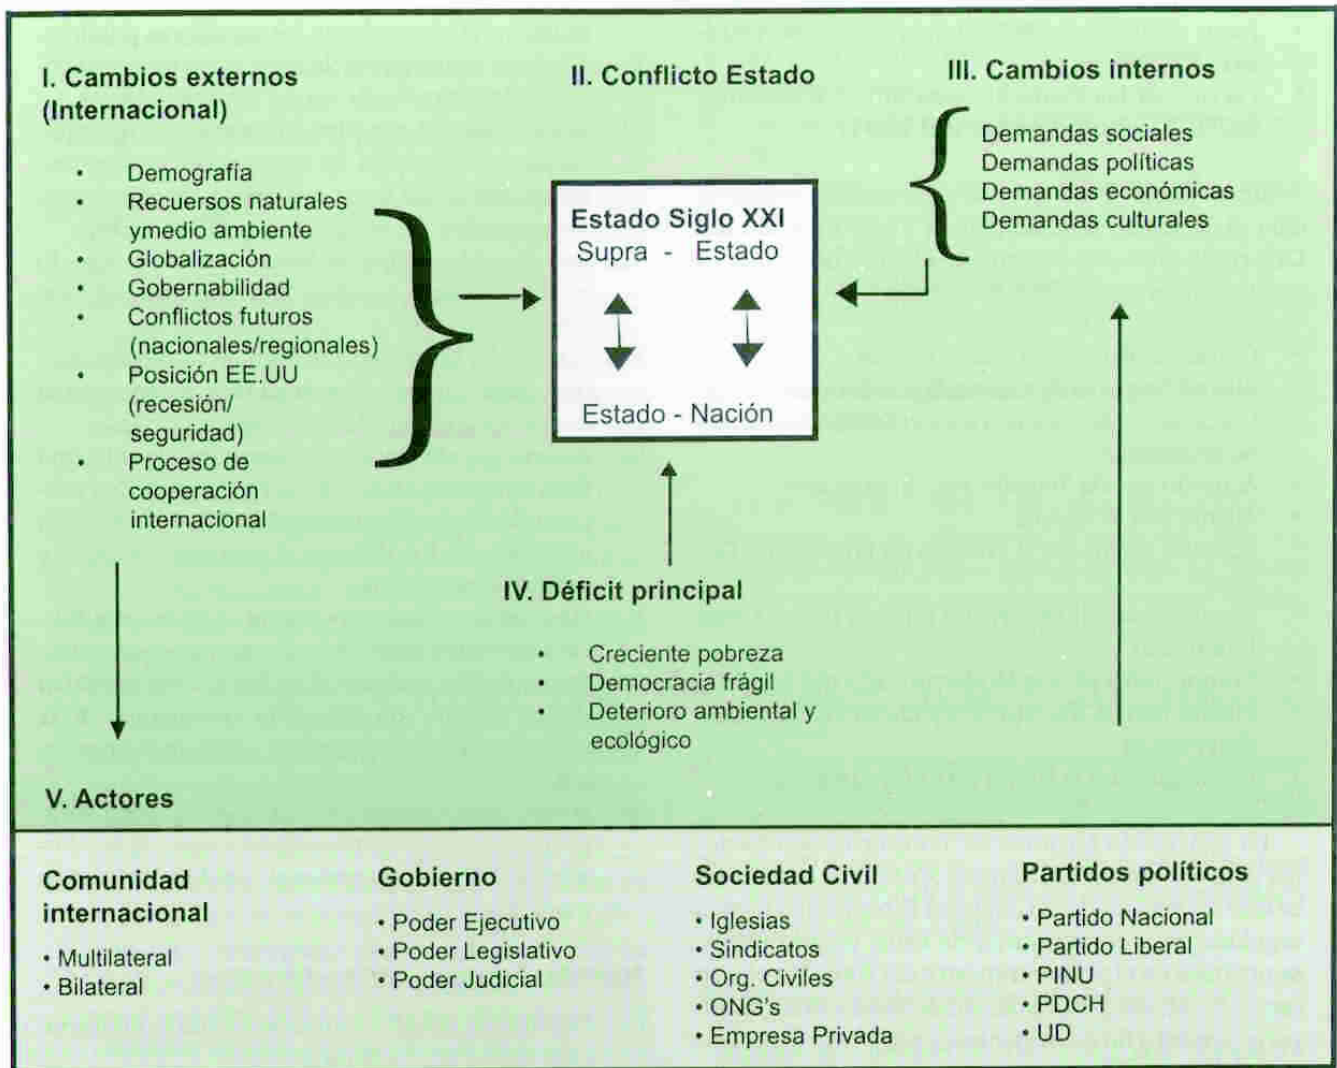 I. Cambios externos
(Internacional)
• Demografía
• Recuersos naturales
ymedio ambiente
• Globalización
• Gobernabilidad
• Conflictos futuros
(nacionales/regionales)
• Posición EE.UU
(recesión/
seguridad)
• Proceso de
cooperación
internacional
II. Conflicto Estado
Estado Siglo XXI
Supra - Estado
Estado - Nación
III. Cambios internos
Demandas sociales
Demandas políticas
Demandas económicas
Demandas culturales
IV. Déficit principal
• Creciente pobreza
• Democracia frágil
• Deterioro ambiental y
ecológico
V. Actores
Comunidad
internacional
• Multilateral
• Bilateral
Gobierno
• Poder Ejecutivo
• Poder Legislativo
• Poder Judicial
Sociedad Civil
• Iglesias
• Sindicatos
• Org. Civiles
• ONG's
• Empresa Privada
Partidos políticos
• Partido Nacional
• Partido Liberal
• PINU
• PDCH
• UD